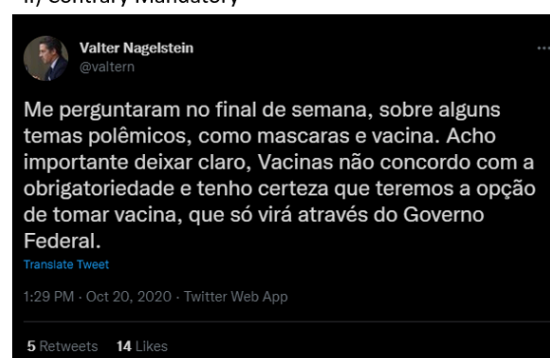 II) Contrary Mandatory
Valter Nagelstein
@valtern
Me perguntaram no final de semana, sobre alguns
temas polêmicos, como mascaras e vacina. Acho
importante deixar claro, Vacinas não concordo com a
obrigatoriedade e tenho certeza que teremos a opção
de tomar vacina, que só virá através do Governo
Federal.
Translate Tweet
1:29 PM · Oct 20, 2020 · Twitter Web App
5 Retweets 14 Likes